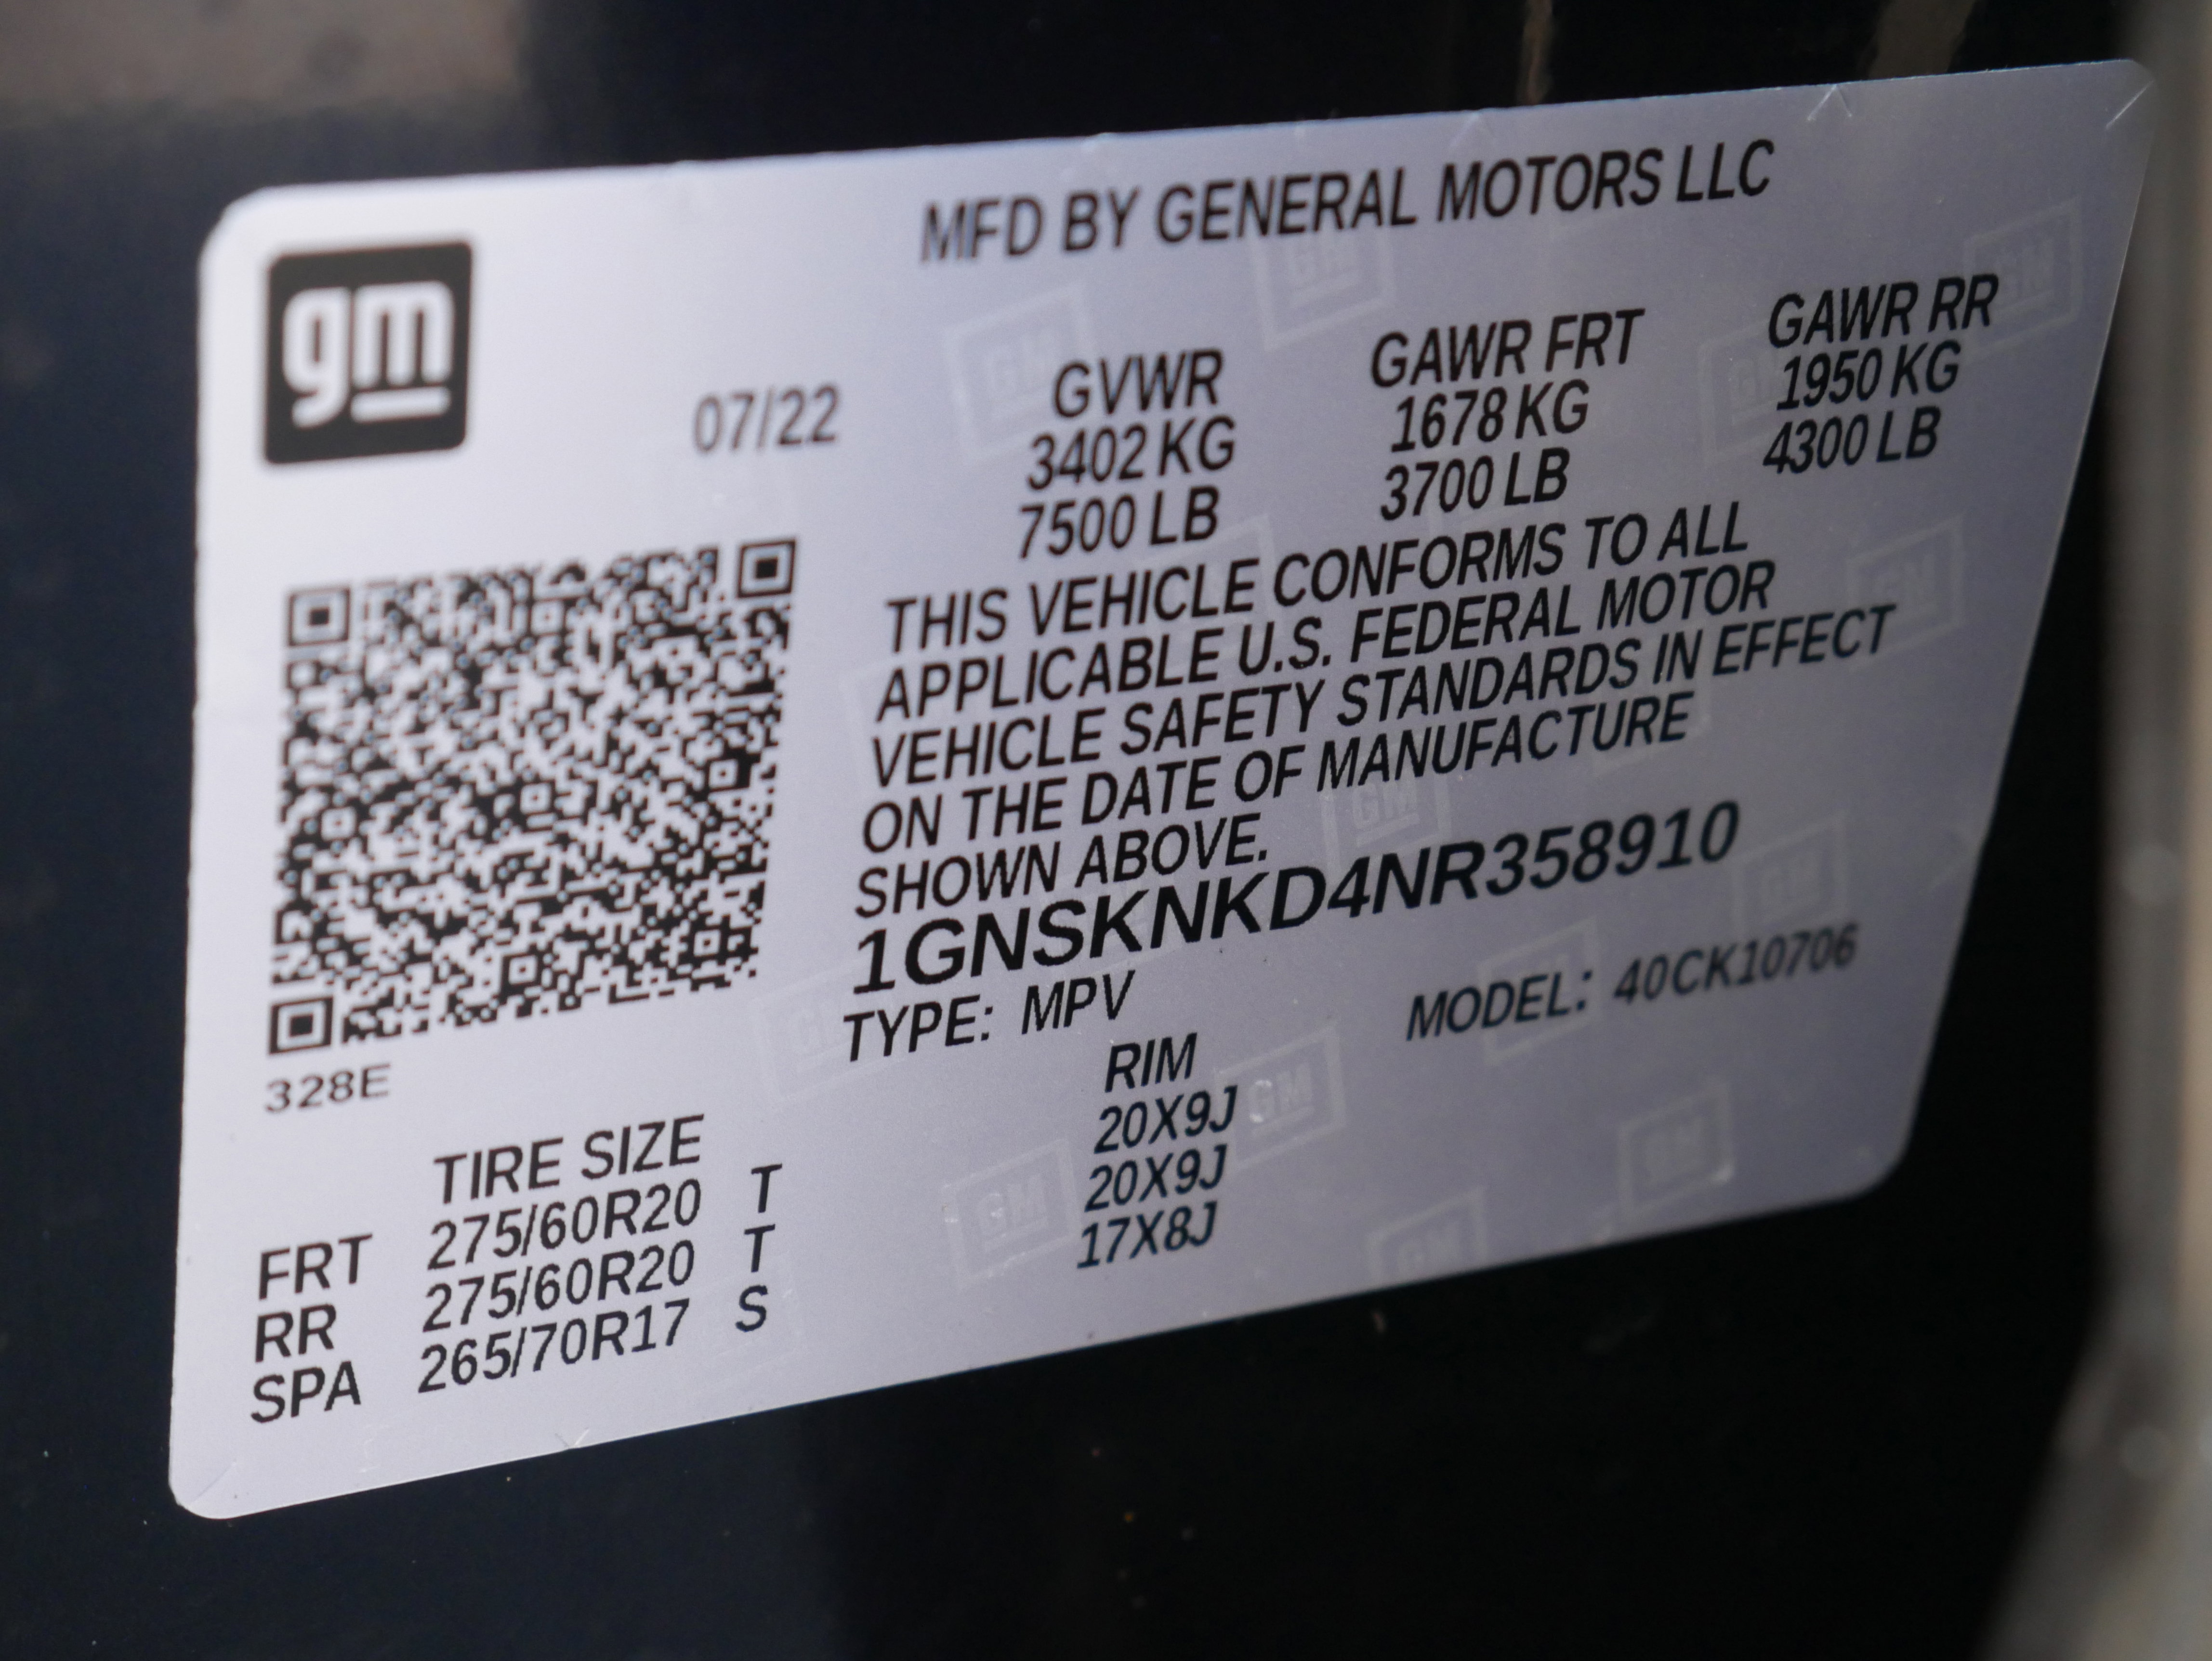 gm
MFD BY GENERAL MOTORS LLC
07/22
GVWR GAWR FRT GAWR RR
3402 KG 1678 KG 1950 KG
7500 LB 3700 LB 4300 LB
THIS VEHICLE CONFORMS TO ALL
APPLICABLE U.S. FEDERAL MOTOR
VEHICLE SAFETY STANDARDS IN EFFECT
ON THE DATE OF MANUFACTURE
SHOWN ABOVE.
1GNSKNKD4NR358910
TYPE: MPV MODEL: 40CK10706
328E
TIRE SIZE RIM
FRT 275/60R20 T 20X9J
RR 275/60R20 T 20X9J
SPA 265/70R17 S 17X8J